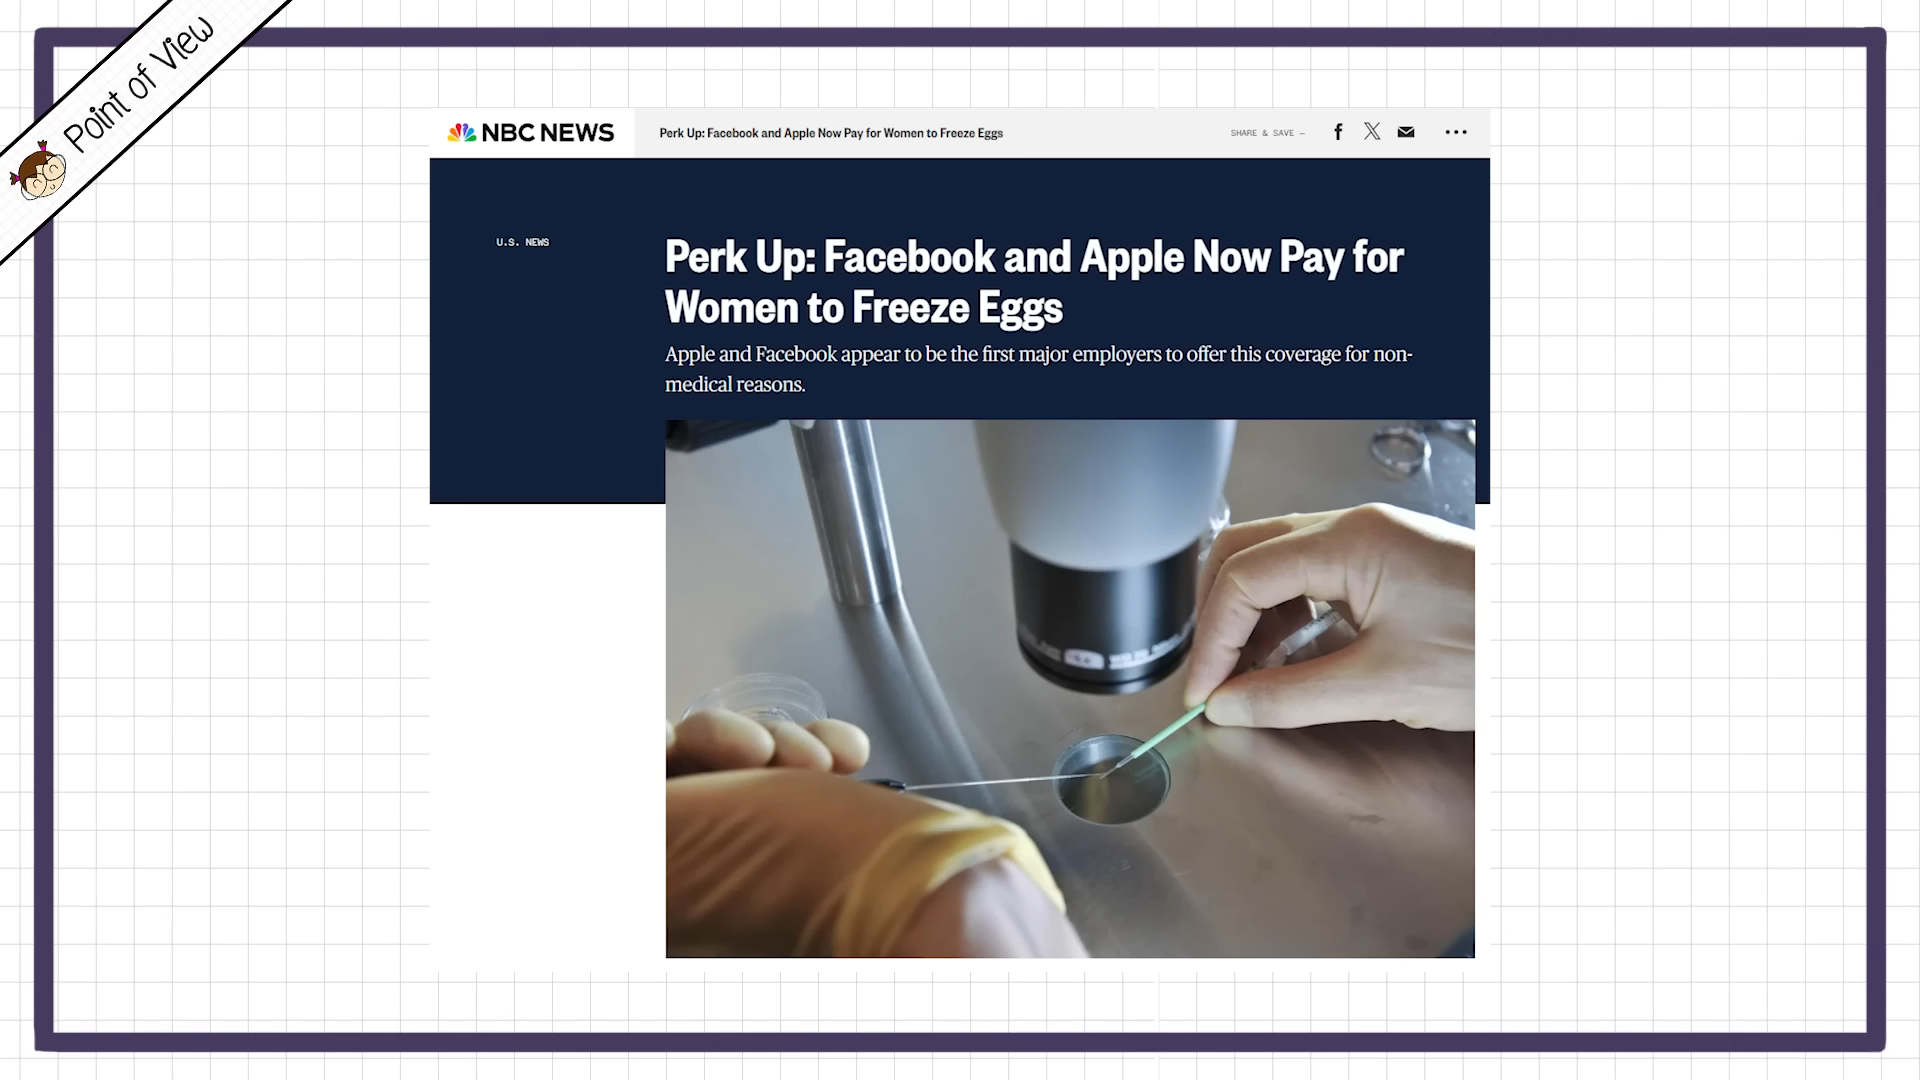 Point of View
NBC NEWS
Perk Up: Facebook and Apple Now Pay for Women to Freeze Eggs
SHARE & SAVE —
U.S. NEWS
Perk Up: Facebook and Apple Now Pay for
Women to Freeze Eggs
Apple and Facebook appear to be the first major employers to offer this coverage for non-
medical reasons.